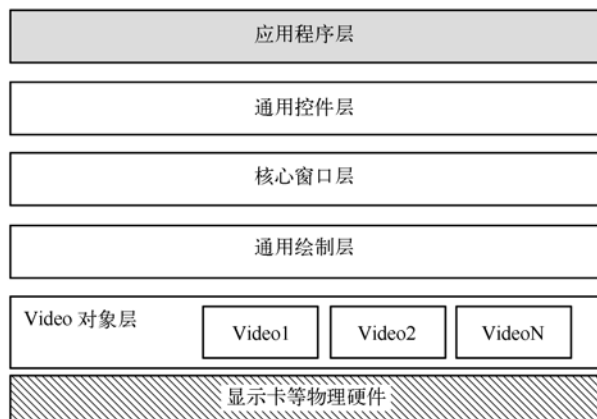 应用程序层
通用控件层
核心窗口层
通用绘制层
Video 对象层
Video1
Video2
VideoN
显示卡等物理硬件